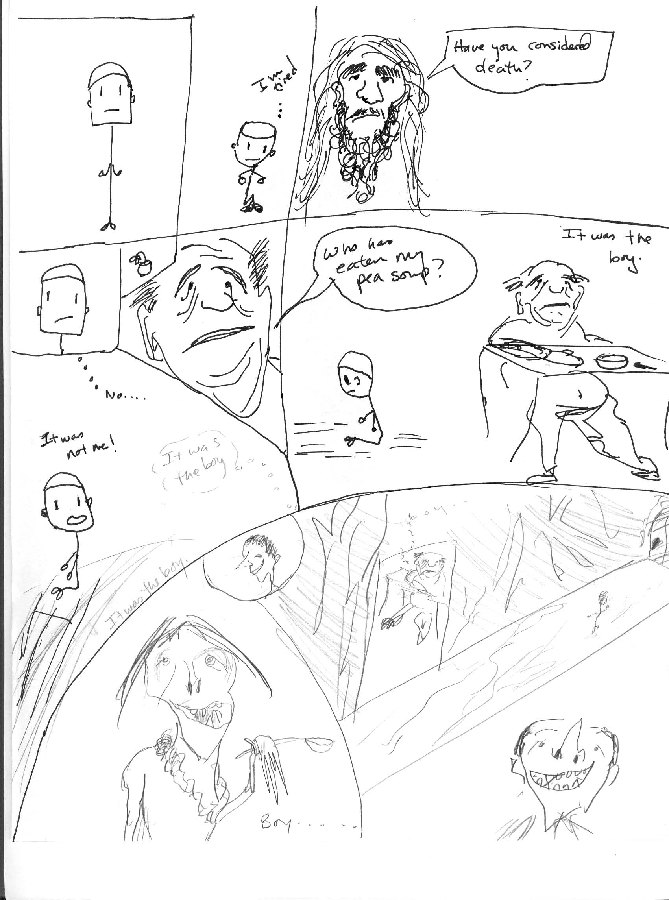 I'm
tired
...
Have you considered
death?
Who has
eaten my
pea soup?
It was the
boy.
No....
It was
not me!
It was
the boy
It was the boy...
boy...
Boy......